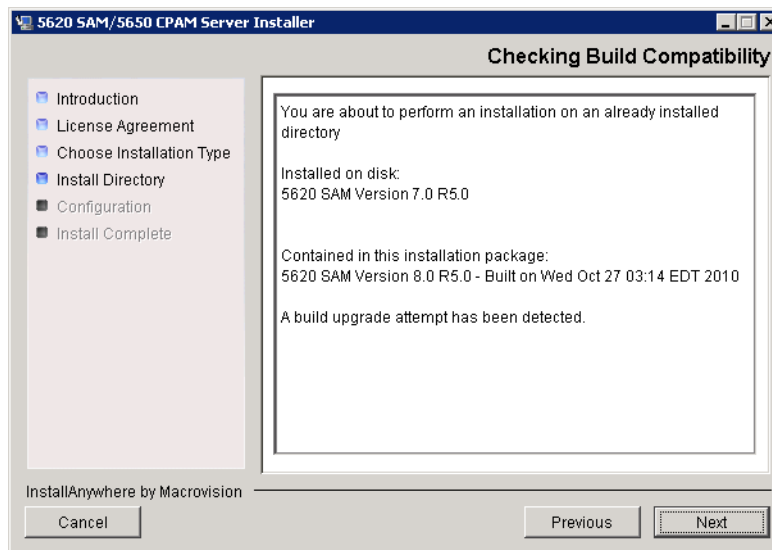 5620 SAM/5650 CPAM Server Installer
Checking Build Compatibility
Introduction
License Agreement
Choose Installation Type
Install Directory
Configuration
Install Complete
You are about to perform an installation on an already installed
directory
Installed on disk:
5620 SAM Version 7.0 R5.0
Contained in this installation package:
5620 SAM Version 8.0 R5.0 - Built on Wed Oct 27 03:14 EDT 2010
A build upgrade attempt has been detected.
InstallAnywhere by Macrovision
Cancel
Previous
Next